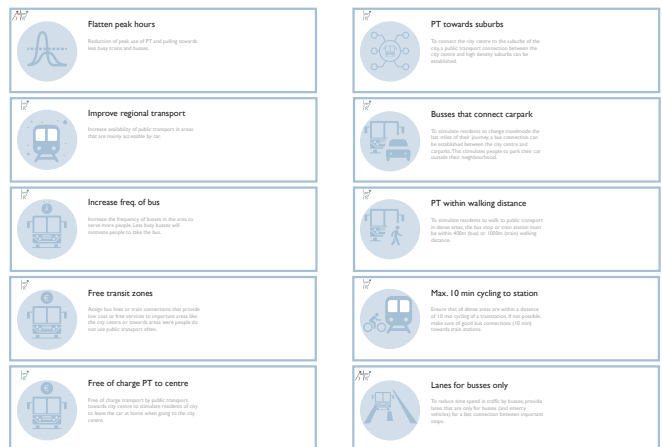 Flatten peak hours
Reduction of peak use of PT and pulling towards
less busy trains and busses.
Improve regional transport
Increase availability of public transport in areas
that are mainly accessible by car.
Increase freq. of bus
Increase the frequency of busses in the area to
serve more people. Less busy busses will
motivate people to take the bus.
Free transit zones
Assign bus lines or train connections that provide
low cost or free services to important areas like
the city centre or towards areas were people do
not use public transport often.
Free of charge PT to centre
Free of charge transport by public transport
towards city centre to stimulate residents of city
to leave the car at home when going to the city
centre.
PT towards suburbs
To connect the city centre to the suburbs of the
city, a public transport connection between the
city centre and high density suburbs can be
established.
Busses that connect carpark
To stimulate residents to change travelmode the
last miles of their journey, a bus connection can
be established between the city centre and
carparks. This stimulates people to park their car
outside their neighbourhood.
PT within walking distance
To stimulate residents to walk to public transport
in dense areas, the bus stop or train station must
be within 400m (bus) or 1000m (train) walking
distance.
Max. 10 min cycling to station
Ensure that all dense areas are within a distance
of 10 min cycling of a trainstation. If not possible,
make sure of good bus connections (10 min)
towards train stations.
Lanes for busses only
To reduce time spend in traffic by busses, provide
lanes that are only for busses (and emercy
vehicles) for a fast connection between important
stops.